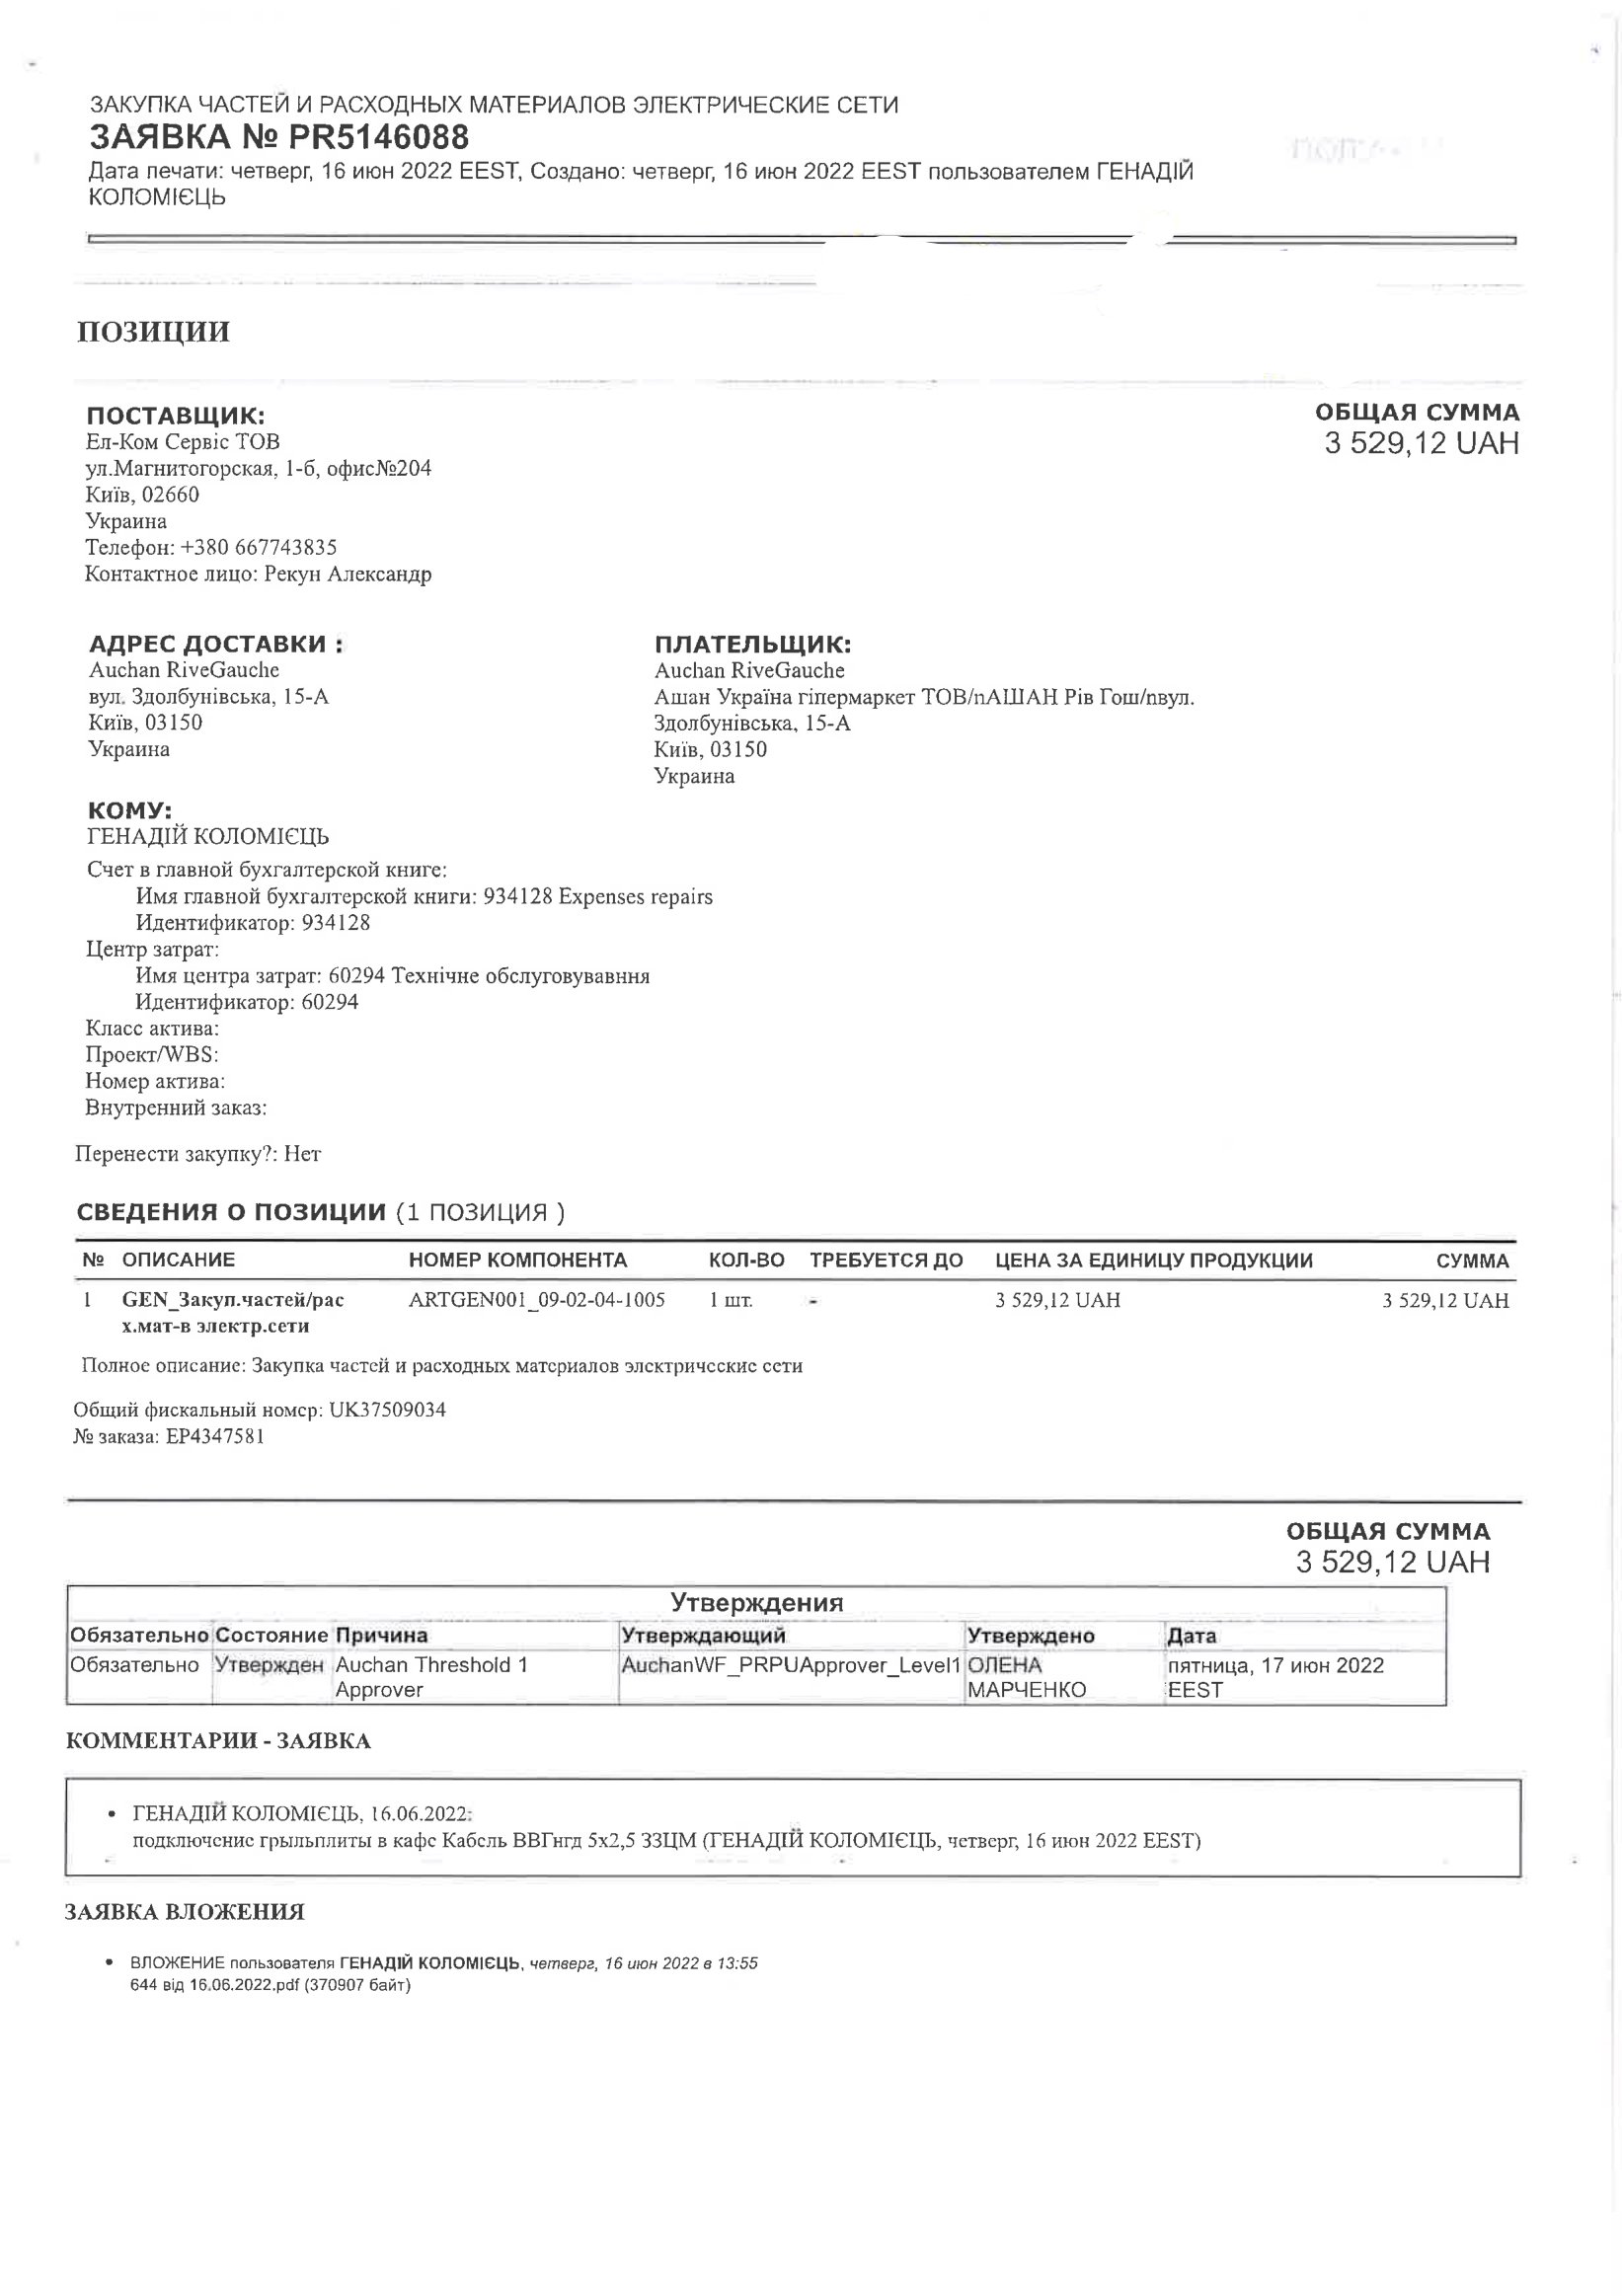 ЗАКУПКА ЧАСТЕЙ И РАСХОДНЫХ МАТЕРИАЛОВ ЭЛЕКТРИЧЕСКИЕ СЕТИ
ЗАЯВКА № PR5146088
Дата печати: четверг, 16 июн 2022 EEST, Создано: четверг, 16 июн 2022 EEST пользователем ГЕНАДІЙ
КОЛОМІЄЦЬ
ПОЗИЦИИ
ПОСТАВЩИК:
Ел-Ком Сервіс ТОВ
ул.Магнитогорская, 1-б, офис№204
Київ, 02660
Украина
Телефон: +380 667743835
Контактное лицо: Рекун Александр
ОБЩАЯ СУММА
3 529,12 UAH
АДРЕС ДОСТАВКИ :
Auchan RiveGauche
вул. Здолбунівська, 15-А
Київ, 03150
Украина
ПЛАТЕЛЬЩИК:
Auchan RiveGauche
Ашан Україна гіпермаркет ТОВ/nАШАН Рів Гош/nвул.
Здолбунівська, 15-А
Київ, 03150
Украина
КОМУ:
ГЕНАДІЙ КОЛОМІЄЦЬ
Счет в главной бухгалтерской книге:
Имя главной бухгалтерской книги: 934128 Expenses repairs
Идентификатор: 934128
Центр затрат:
Имя центра затрат: 60294 Технічне обслуговувавння
Идентификатор: 60294
Класс актива:
Проект/WBS:
Номер актива:
Внутренний заказ:
Перенести закупку?: Нет
СВЕДЕНИЯ О ПОЗИЦИИ (1 ПОЗИЦИЯ )
№ ОПИСАНИЕ НОМЕР КОМПОНЕНТА КОЛ-ВО ТРЕБУЕТСЯ ДО ЦЕНА ЗА ЕДИНИЦУ ПРОДУКЦИИ СУММА
1 GEN_Закуп.частей/рас ARTGEN001_09-02-04-1005 1 шт. - 3 529,12 UAH 3 529,12 UAH
х.мат-в электр.сети
Полное описание: Закупка частей и расходных материалов электрические сети
Общий фискальный номер: UK37509034
№ заказа: EP4347581
ОБЩАЯ СУММА
3 529,12 UAH
Утверждения
Обязательно Состояние Причина Утверждающий Утверждено Дата
Обязательно Утвержден Auchan Threshold 1 AuchanWF_PRPUApprover_Level1 ОЛЕНА пятница, 17 июн 2022
Approver МАРЧЕНКО EEST
КОММЕНТАРИИ - ЗАЯВКА
• ГЕНАДІЙ КОЛОМІЄЦЬ, 16.06.2022:
подключение грыльплиты в кафе Кабель ВВГнгд 5х2,5 ЗЗЦМ (ГЕНАДІЙ КОЛОМІЄЦЬ, четверг, 16 июн 2022 EEST)
ЗАЯВКА ВЛОЖЕНИЯ
• ВЛОЖЕНИЕ пользователя ГЕНАДІЙ КОЛОМІЄЦЬ, четверг, 16 июн 2022 в 13:55
644 від 16.06.2022.pdf (370907 байт)